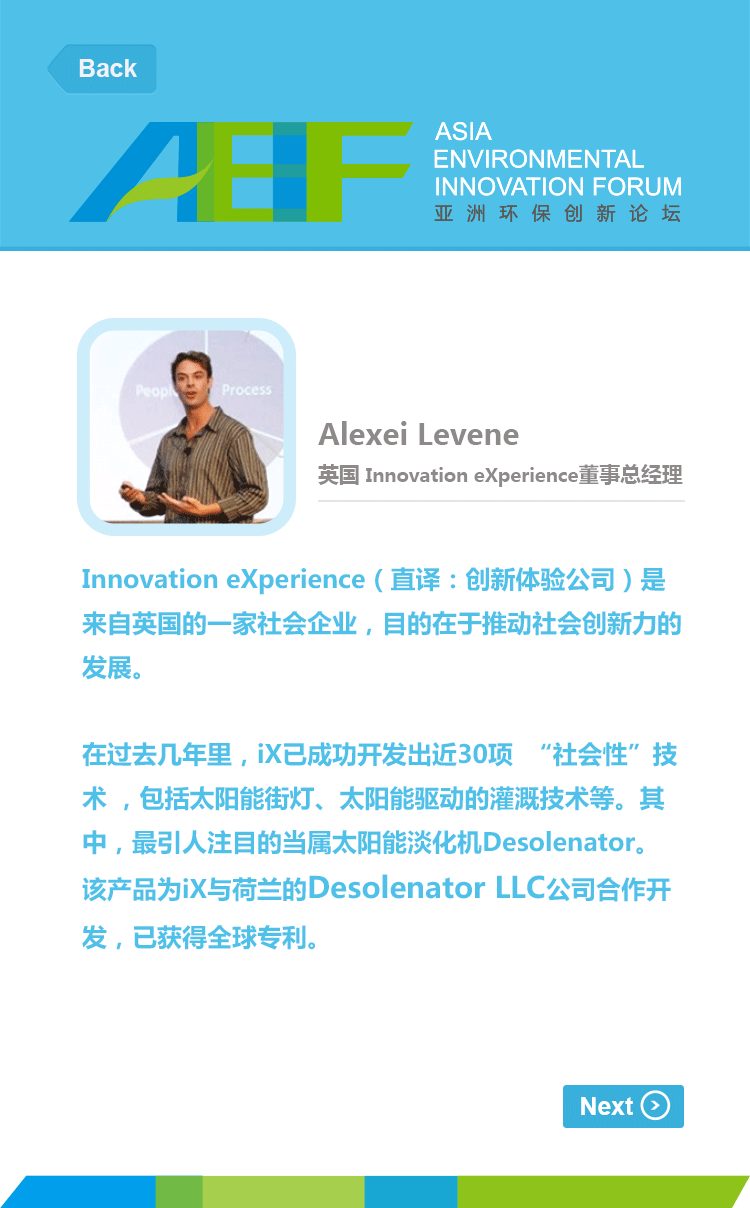 Back
AEIF
ASIA
ENVIRONMENTAL
INNOVATION FORUM
亚洲环保创新论坛
People
Process
Alexei Levene
英国 Innovation eXperience董事总经理
Innovation eXperience（直译：创新体验公司）是
来自英国的一家社会企业，目的在于推动社会创新力的
发展。
在过去几年里，iX已成功开发出近30项 “社会性”技
术 ，包括太阳能街灯、太阳能驱动的灌溉技术等。其
中，最引人注目的当属太阳能淡化机Desolenator。
该产品为iX与荷兰的Desolenator LLC公司合作开
发，已获得全球专利。
Next